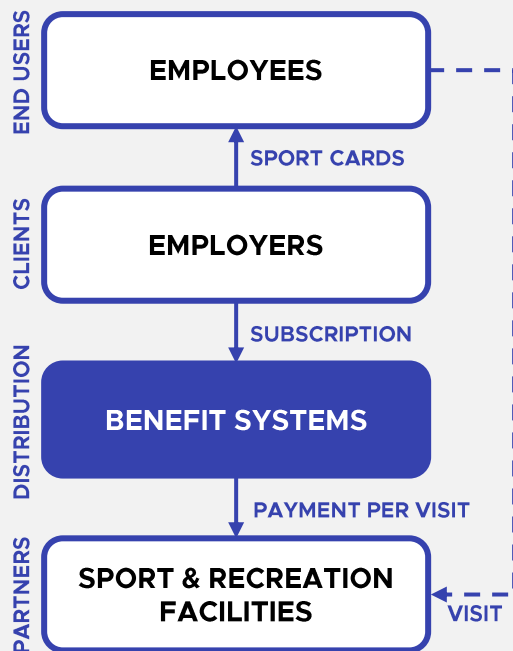 END USERS
EMPLOYEES
SPORT CARDS
CLIENTS
EMPLOYERS
SUBSCRIPTION
DISTRIBUTION
BENEFIT SYSTEMS
PAYMENT PER VISIT
PARTNERS
SPORT & RECREATION
FACILITIES
VISIT